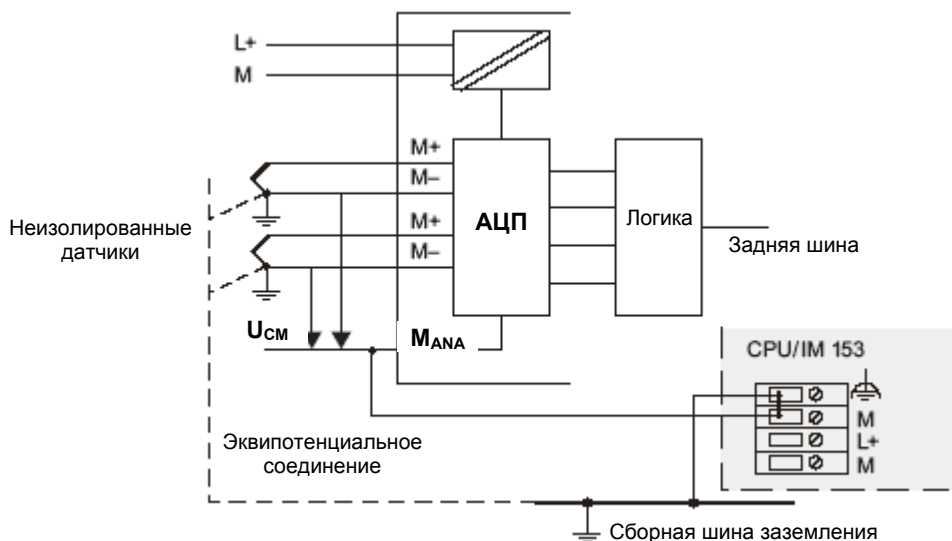 L+
M
M+
M–
M+
M–
АЦП
Логика
Задняя шина
Неизолированные
датчики
UCM
MANA
CPU/IM 153
M
L+
M
Эквипотенциальное
соединение
Сборная шина заземления